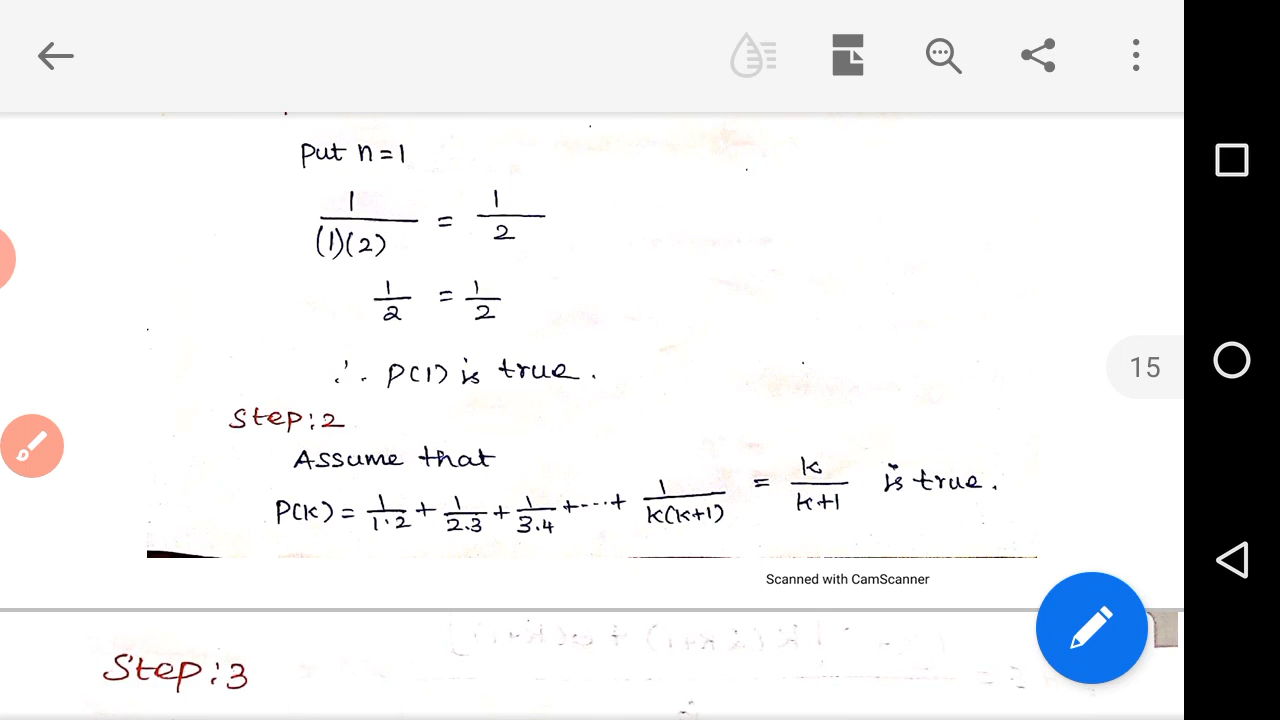 Put n=1
1/(1)(2) = 1/2
1/2 = 1/2
15
∴ P(1) is true.
Step:2
Assume that
P(k) = 1/1·2 + 1/2·3 + 1/3·4 + ···· + 1/k(k+1) = k/k+1 is true.
Scanned with CamScanner
Step:3